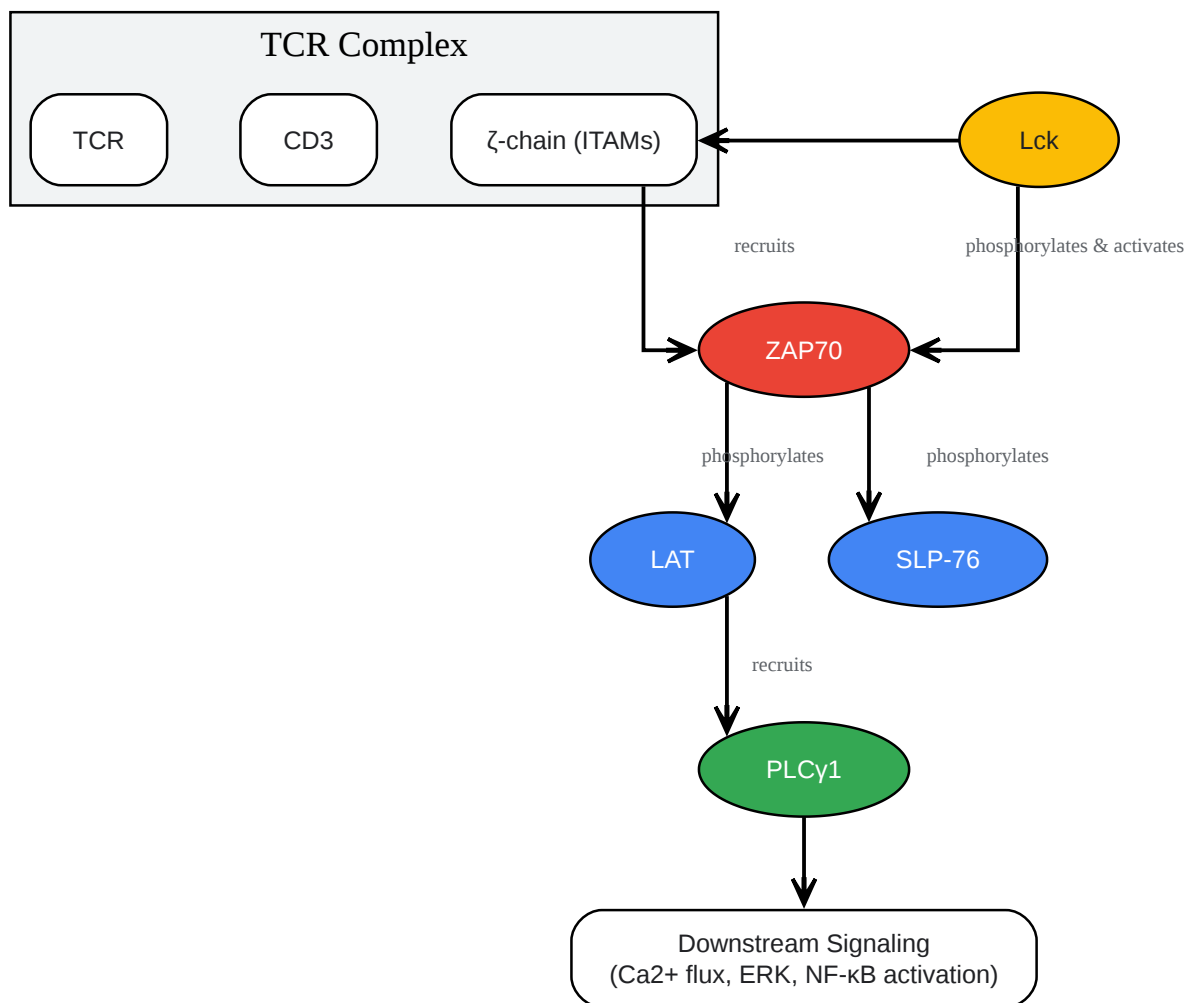 TCR Complex
TCR
CD3
ζ-chain (ITAMs)
Lck
recruits
phosphorylates & activates
ZAP70
phosphorylates
phosphorylates
LAT
SLP-76
recruits
PLCγ1
Downstream Signaling
(Ca2+ flux, ERK, NF-κB activation)